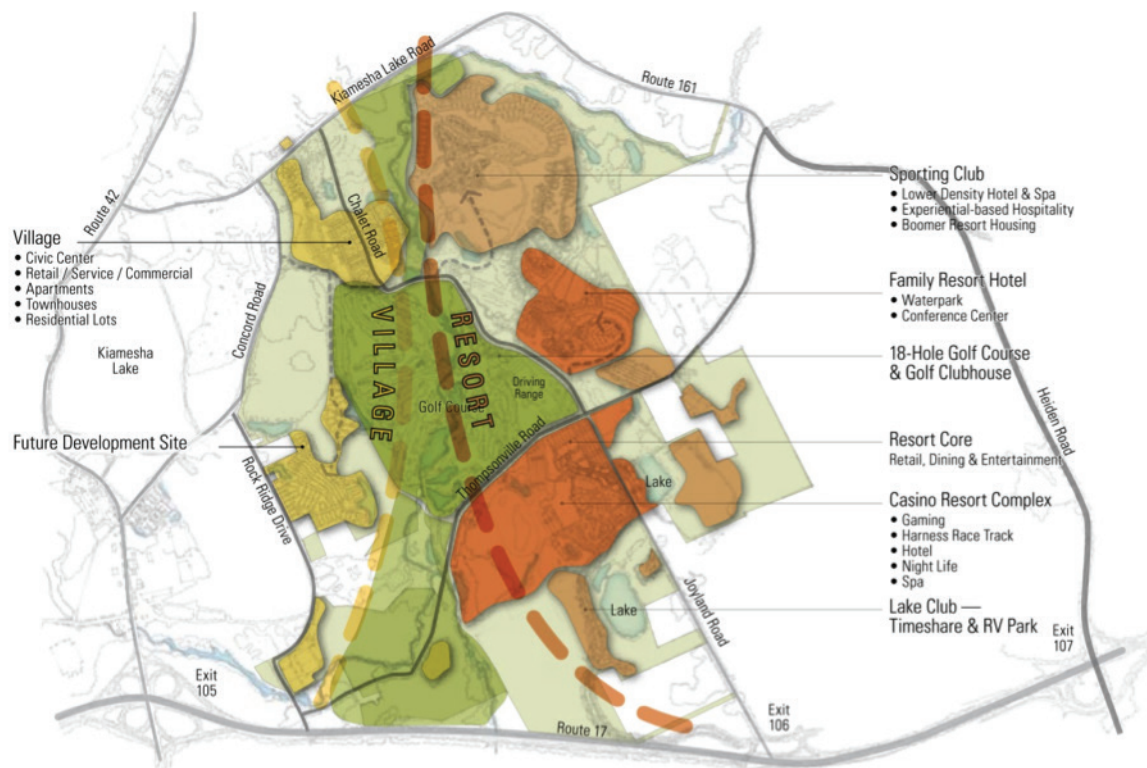 Kiamesha Lake Road
Route 161
Route 42
Chalet Road
Concord Road
Village
• Civic Center
• Retail / Service / Commercial
• Apartments
• Townhouses
• Residential Lots
Kiamesha
Lake
Future Development Site
Rock Ridge Drive
VILLAGE
RESORT
Golf Course
Driving
Range
Thompsonville Road
Lake
Lake
Joyland Road
Heiden Road
Sporting Club
• Lower Density Hotel & Spa
• Experiential-based Hospitality
• Boomer Resort Housing
Family Resort Hotel
• Waterpark
• Conference Center
18-Hole Golf Course
& Golf Clubhouse
Resort Core
Retail, Dining & Entertainment
Casino Resort Complex
• Gaming
• Harness Race Track
• Hotel
• Night Life
• Spa
Lake Club —
Timeshare & RV Park
Exit
107
Exit
105
Exit
106
Route 17